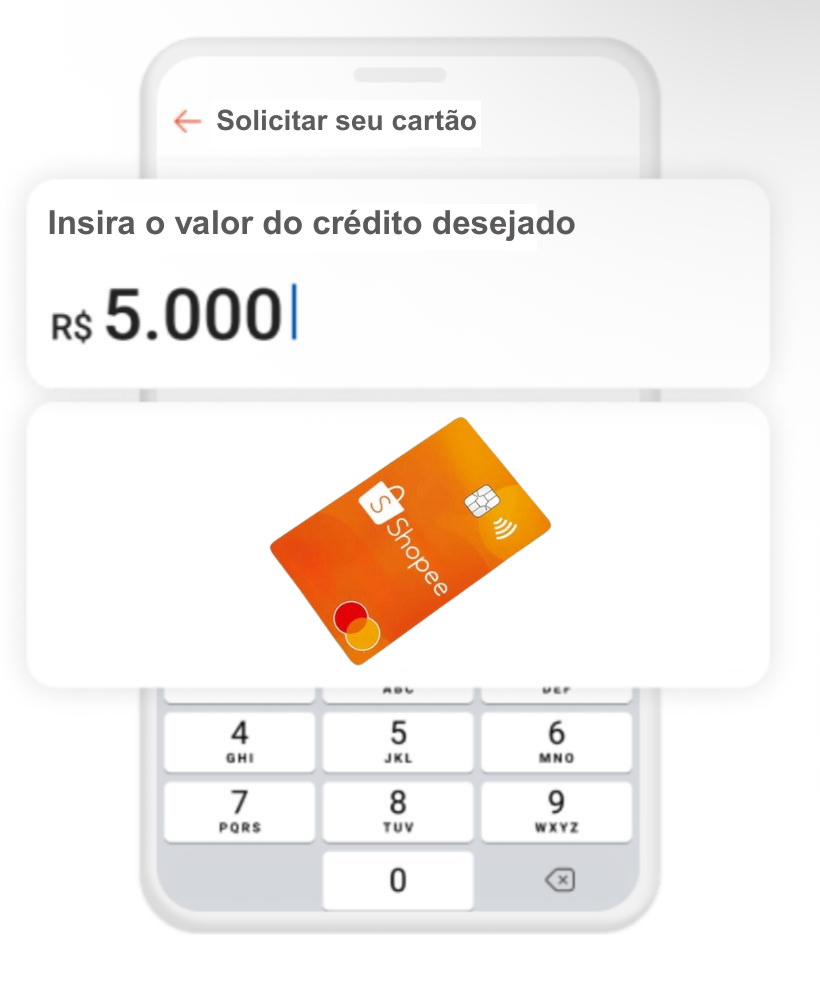 Solicitar seu cartão
Insira o valor do crédito desejado
R$ 5.000
S Shopee
ABC DEF
4 5 6
GHI JKL MNO
7 8 9
PQRS TUV WXYZ
0